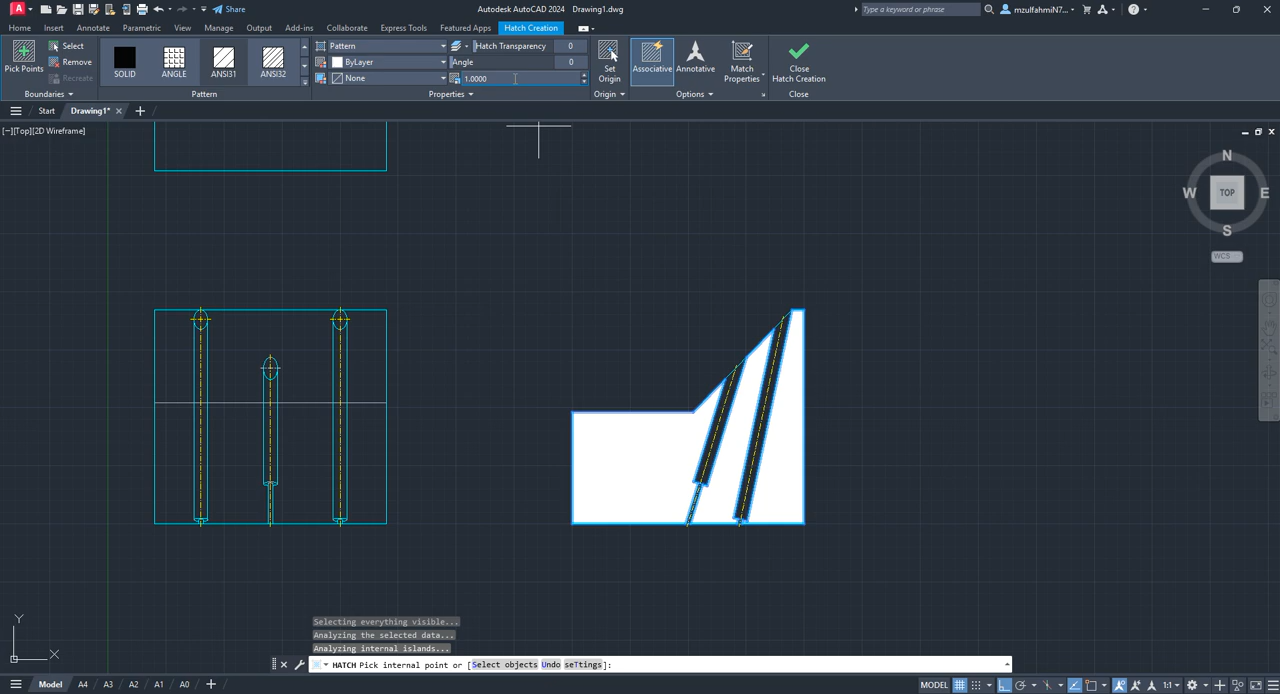 A Share Autodesk AutoCAD 2024 Drawing1.dwg Type a keyword or phrase mzulfahmiN7...
Home Insert Annotate Parametric View Manage Output Add-ins Collaborate Express Tools Featured Apps Hatch Creation
Pick Points Select Remove Recreate
SOLID ANGLE ANSI31 ANSI32
Pattern Hatch Transparency 0
ByLayer Angle 0
None 1.0000
Set Origin Associative Annotative Match Properties Close Hatch Creation
Boundaries Pattern Properties Origin Options Close
Start Drawing1*
[−][Top][2D Wireframe]
N
W TOP E
S
WCS
Y
X
Selecting everything visible...
Analyzing the selected data...
Analyzing internal islands...
HATCH Pick internal point or [Select objects Undo seTtings]:
Model A4 A3 A2 A1 A0 MODEL 1:1